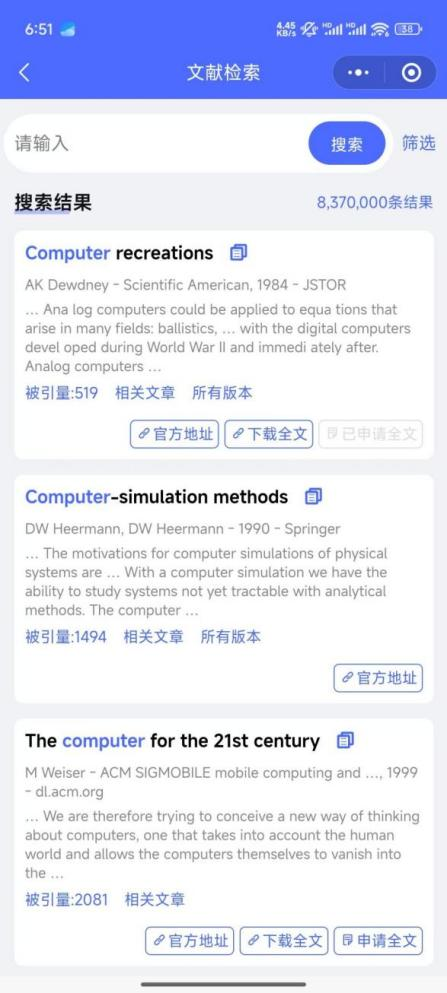 6:51
4.45 KB/s HD HD 38
文献检索
请输入
搜索
筛选
搜索结果
8,370,000条结果
Computer recreations
AK Dewdney - Scientific American, 1984 - JSTOR
... Ana log computers could be applied to equa tions that
arise in many fields: ballistics, ... with the digital computers
devel oped during World War II and immedi ately after.
Analog computers ...
被引量:519 相关文章 所有版本
官方地址 下载全文 已申请全文
Computer-simulation methods
DW Heermann, DW Heermann - 1990 - Springer
... The motivations for computer simulations of physical
systems are ... With a computer simulation we have the
ability to study systems not yet tractable with analytical
methods. The computer ...
被引量:1494 相关文章 所有版本
官方地址
The computer for the 21st century
M Weiser - ACM SIGMOBILE mobile computing and ..., 1999
- dl.acm.org
... We are therefore trying to conceive a new way of thinking
about computers, one that takes into account the human
world and allows the computers themselves to vanish into
the ...
被引量:2081 相关文章
官方地址 下载全文 申请全文